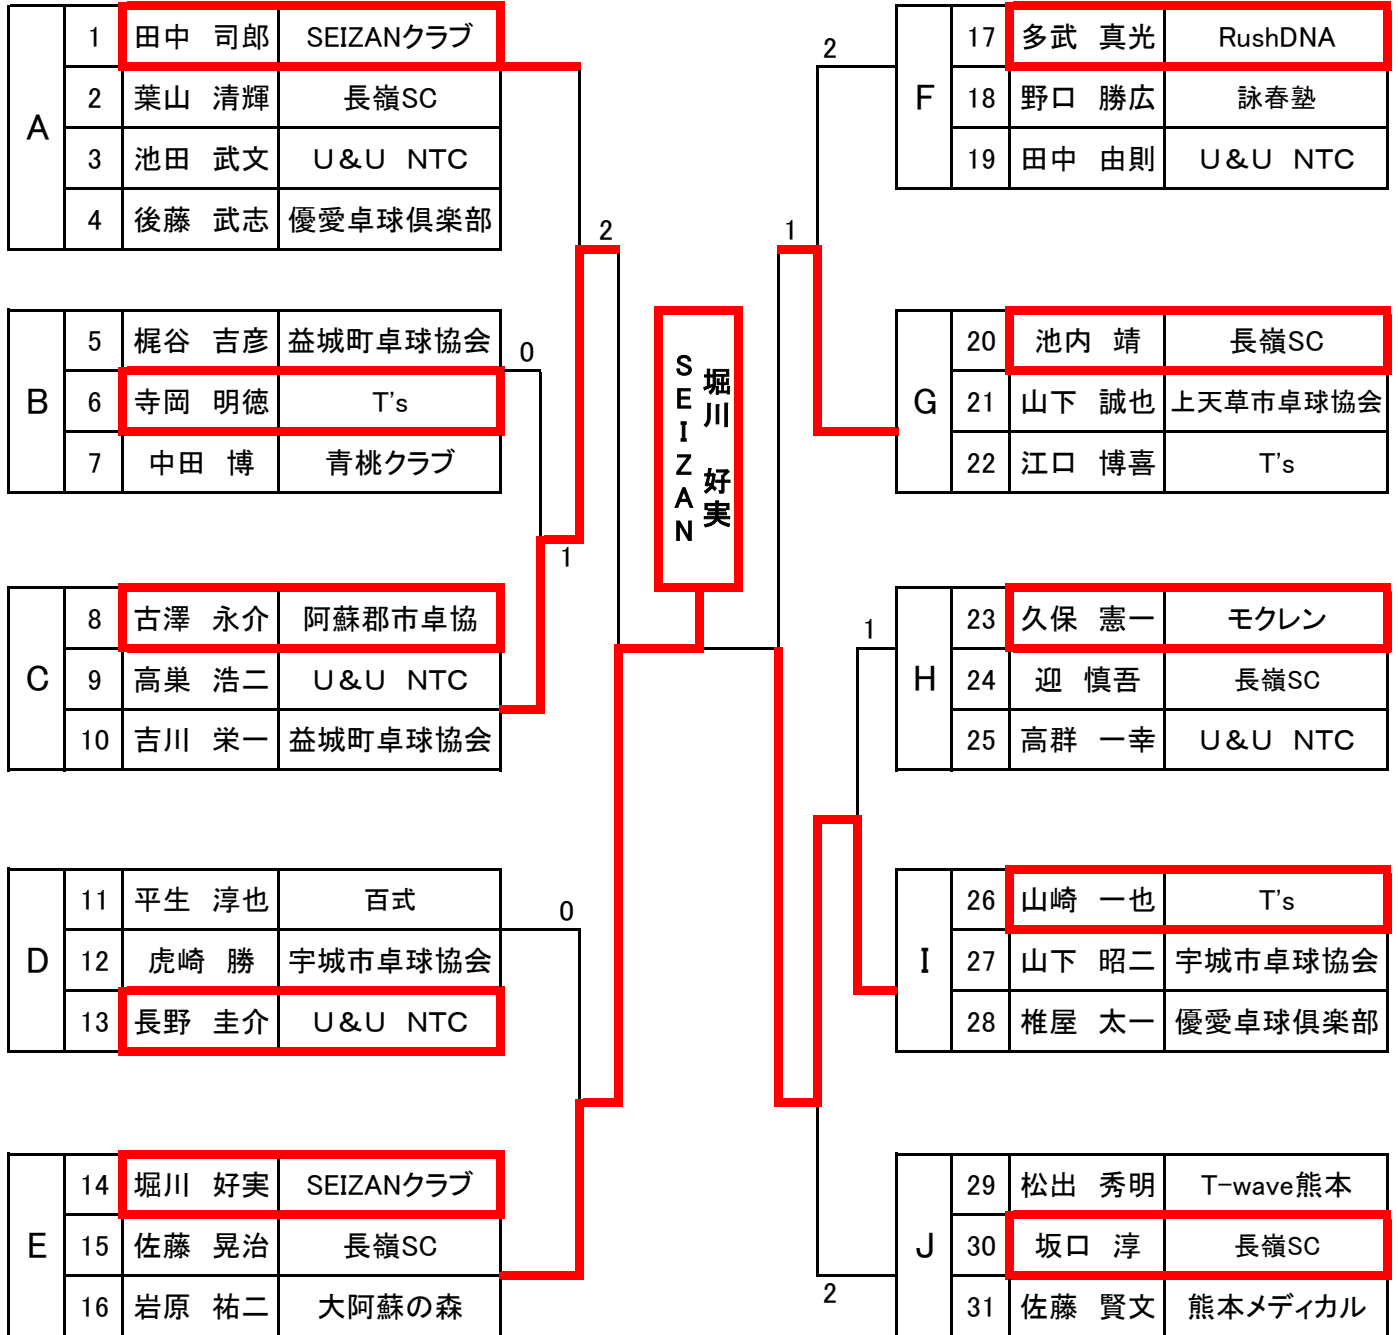 A
1 田中　司郎 SEIZANクラブ
2 葉山　清輝 長嶺SC
3 池田　武文 U&U　NTC
4 後藤　武志 優愛卓球倶楽部
B
5 梶谷　吉彦 益城町卓球協会
6 寺岡　明徳 T's
7 中田　博 青桃クラブ
C
8 古澤　永介 阿蘇郡市卓協
9 高巣　浩二 U&U　NTC
10 吉川　栄一 益城町卓球協会
D
11 平生　淳也 百式
12 虎崎　勝 宇城市卓球協会
13 長野　圭介 U&U　NTC
E
14 堀川　好実 SEIZANクラブ
15 佐藤　晃治 長嶺SC
16 岩原　祐二 大阿蘇の森
2
0
1
0
堀川　好実
SEIZAN
2
1
1
2
F
17 多武　真光 RushDNA
18 野口　勝広 詠春塾
19 田中　由則 U&U　NTC
G
20 池内　靖 長嶺SC
21 山下　誠也 上天草市卓球協会
22 江口　博喜 T's
H
23 久保　憲一 モクレン
24 迎　慎吾 長嶺SC
25 高群　一幸 U&U　NTC
I
26 山崎　一也 T's
27 山下　昭二 宇城市卓球協会
28 椎屋　太一 優愛卓球倶楽部
J
29 松出　秀明 T-wave熊本
30 坂口　淳 長嶺SC
31 佐藤　賢文 熊本メディカル